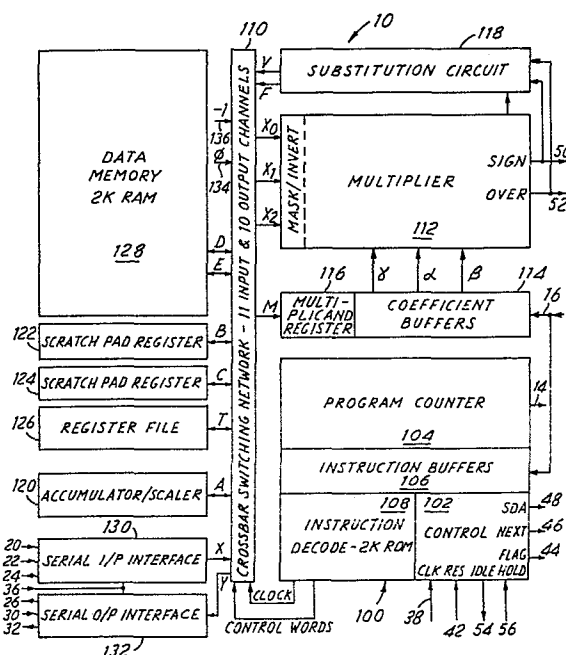 110
10
118
SUBSTITUTION CIRCUIT
V
F
DATA
MEMORY
2K RAM
128
-1
136
Ø
134
D
E
CROSSBAR SWITCHING NETWORK - 11 INPUT & 10 OUTPUT CHANNELS
X0
X1
X2
MASK/INVERT
MULTIPLIER
112
SIGN
OVER
50
52
116
γ
α
β
114
M
MULTI-
PLICAND
REGISTER
COEFFICIENT
BUFFERS
16
122
SCRATCH PAD REGISTER
B
124
SCRATCH PAD REGISTER
C
126
REGISTER FILE
T
PROGRAM COUNTER
104
14
INSTRUCTION BUFFERS
106
120
ACCUMULATOR/SCALER
A
108
INSTRUCTION
DECODE-2K ROM
102
CONTROL
SDA
NEXT
FLAG
CLK RES IDLE HOLD
48
46
44
130
20
22
24
SERIAL I/P INTERFACE
X
36
26
30
32
SERIAL O/P INTERFACE
Y
132
CLOCK
CONTROL WORDS
100
38
42
54
56